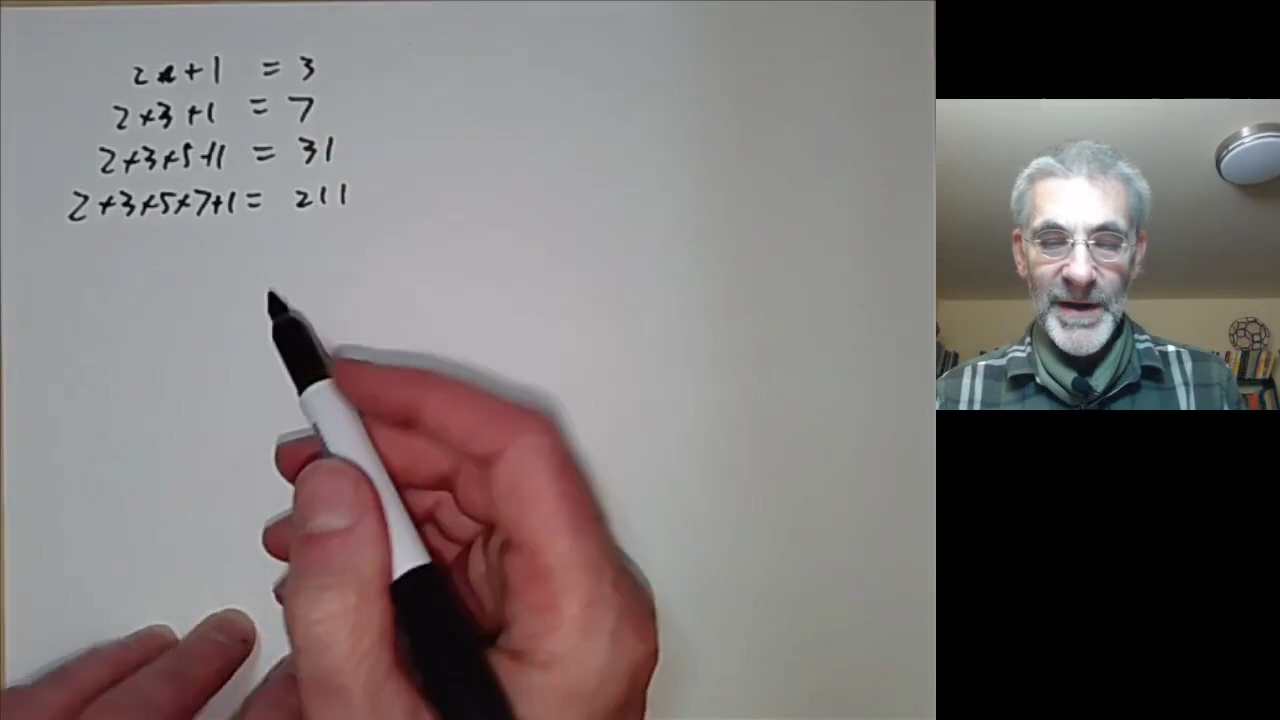 2+1 = 3
2×3+1 = 7
2×3×5+1 = 31
2×3×5×7+1 = 211